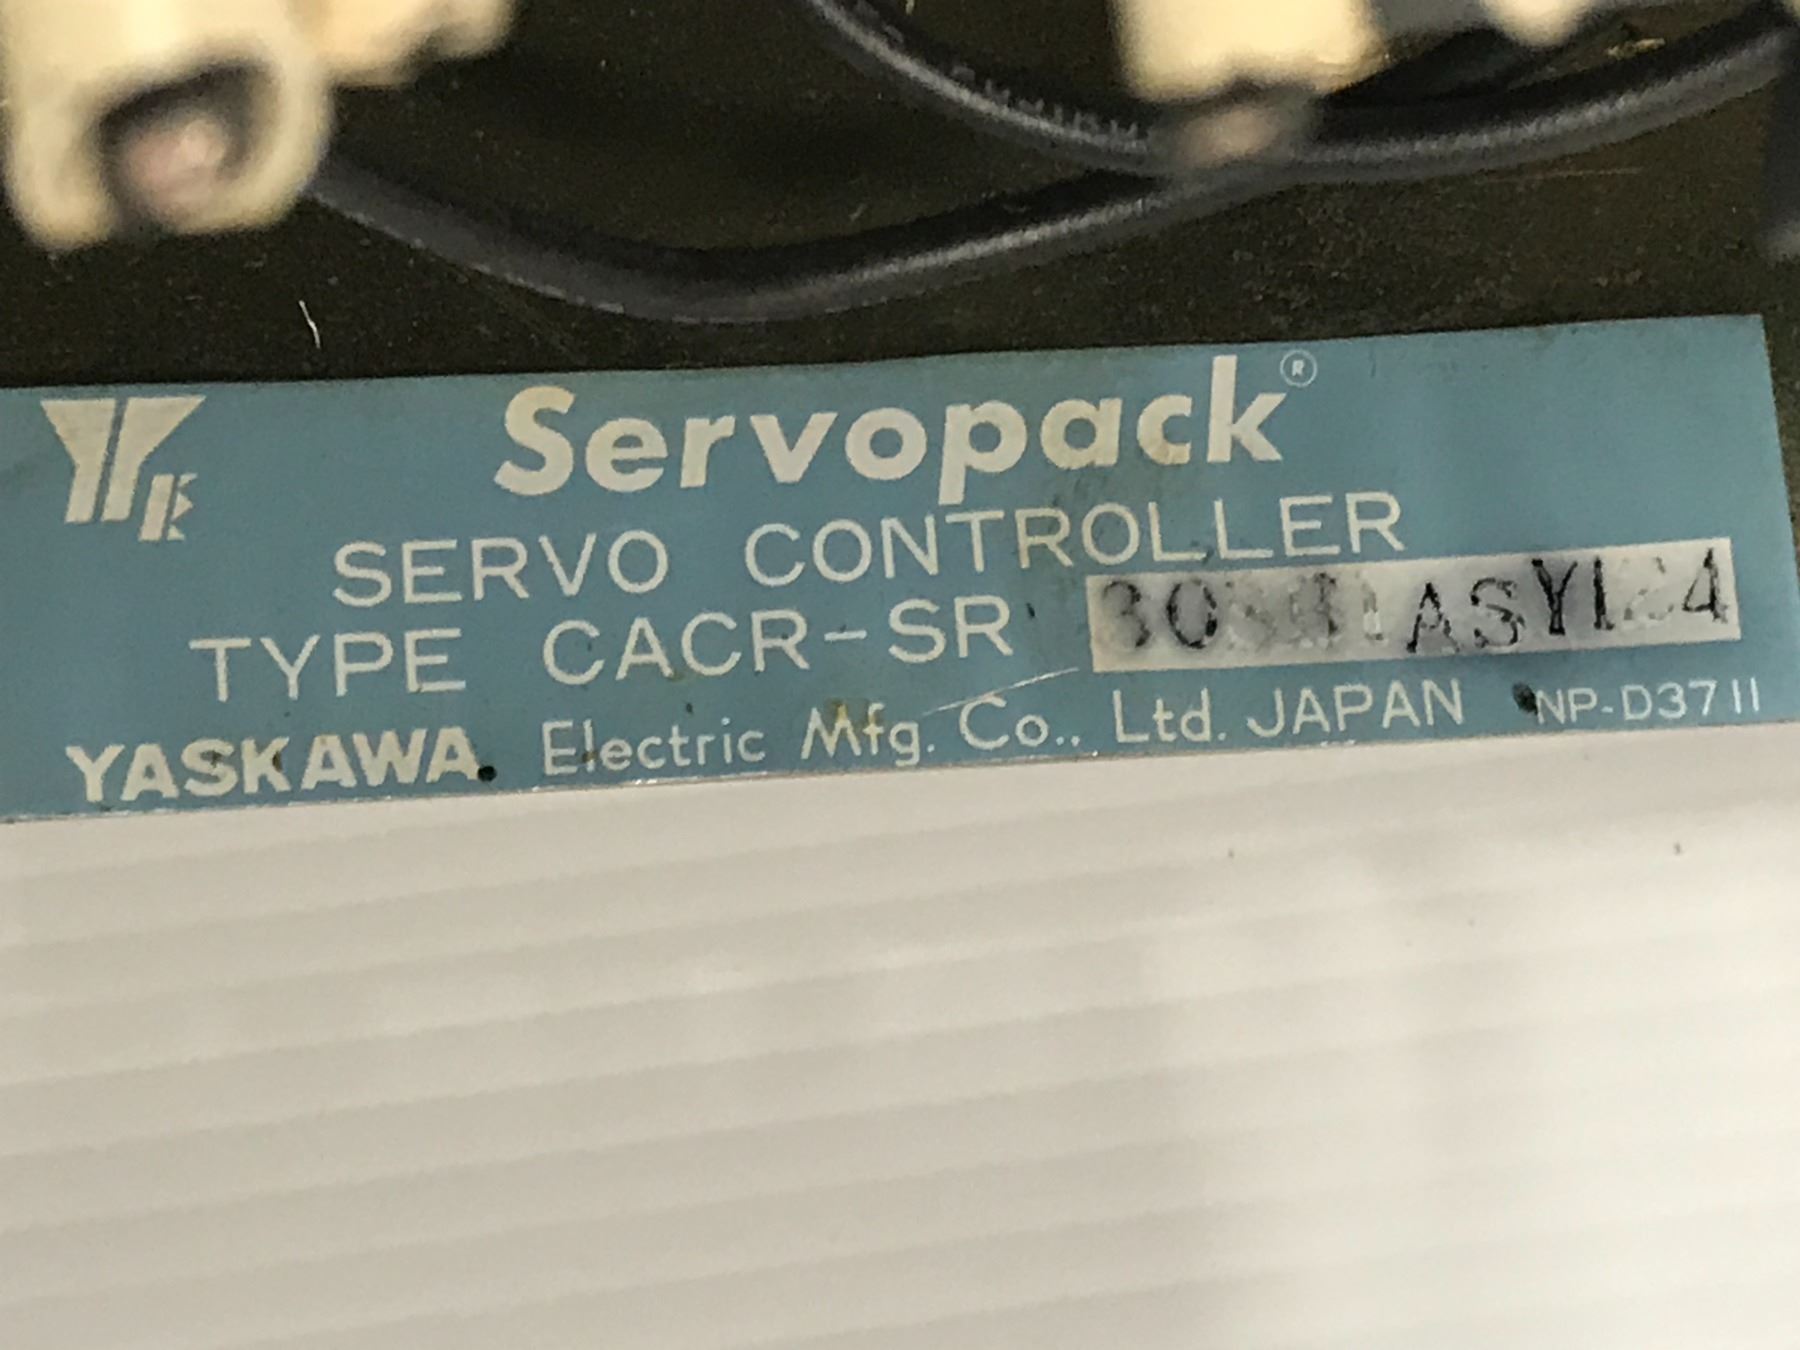 Servopack®
SERVO CONTROLLER
TYPE CACR-SR
YASKAWA Electric Mfg. Co., Ltd. JAPAN NP-D3711